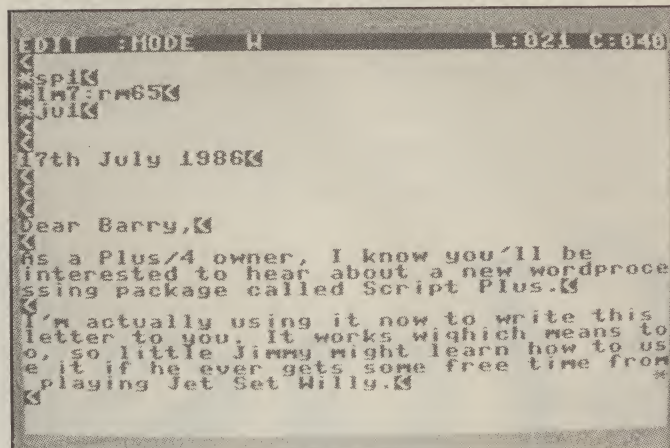 EDIT :MODE W L:021 C:040
sp1
lm7:rm65
ju1
17th July 1986
Dear Barry,
As a Plus/4 owner, I know you'll be
interested to hear about a new wordproce
ssing package called Script Plus.
I'm actually using it now to write this
letter to you. It works wighich means to
o, so little Jimmy might learn how to us
e it if he ever gets some free time from
playing Jet Set Willy.
*